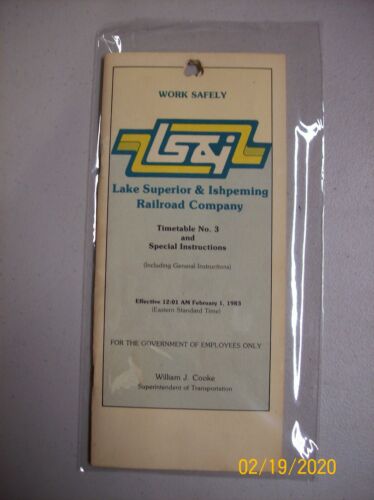 WORK SAFELY
LS&I
Lake Superior & Ishpeming
Railroad Company
Timetable No. 3
and
Special Instructions
(Including General Instructions)
Effective 12:01 AM February 1, 1985
(Eastern Standard Time)
FOR THE GOVERNMENT OF EMPLOYEES ONLY
William J. Cooke
Superintendent of Transportation
02/19/2020